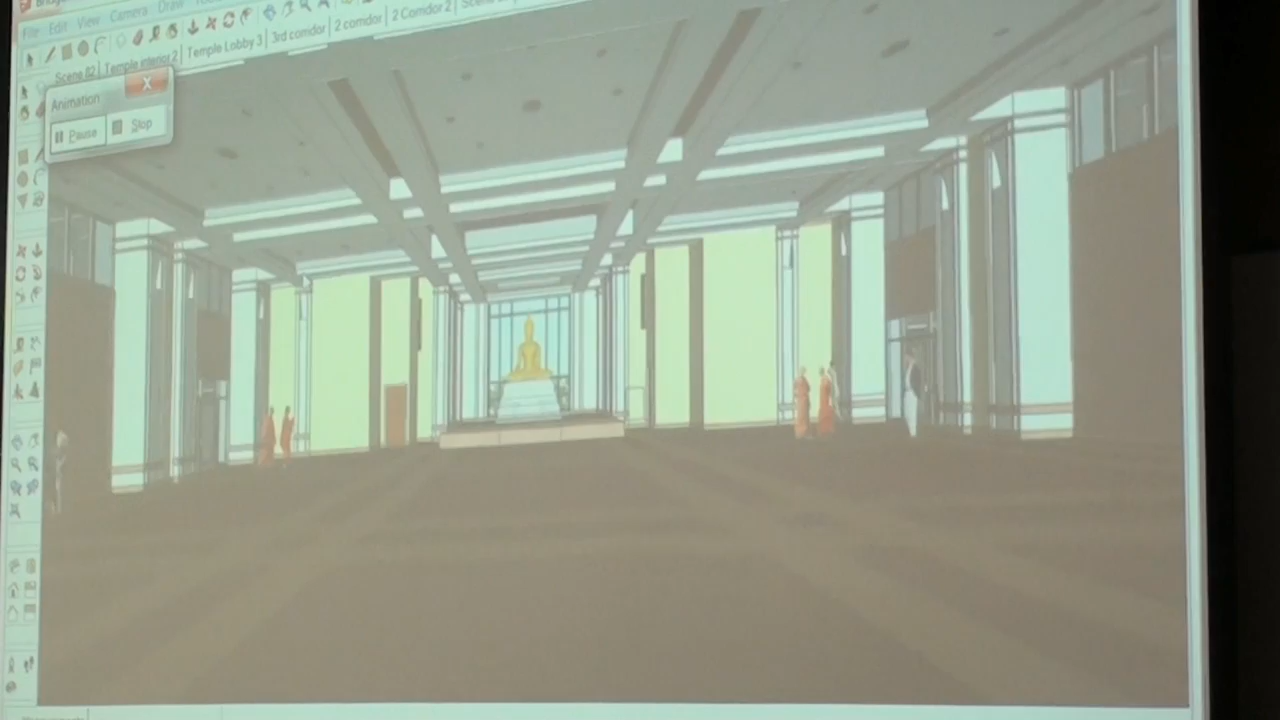 File Edit View Camera Draw
Scene 82 Temple interior 2 Temple Lobby 3 3rd corridor 2 corridor 2 Corridor 2
Animation X
Pause Stop